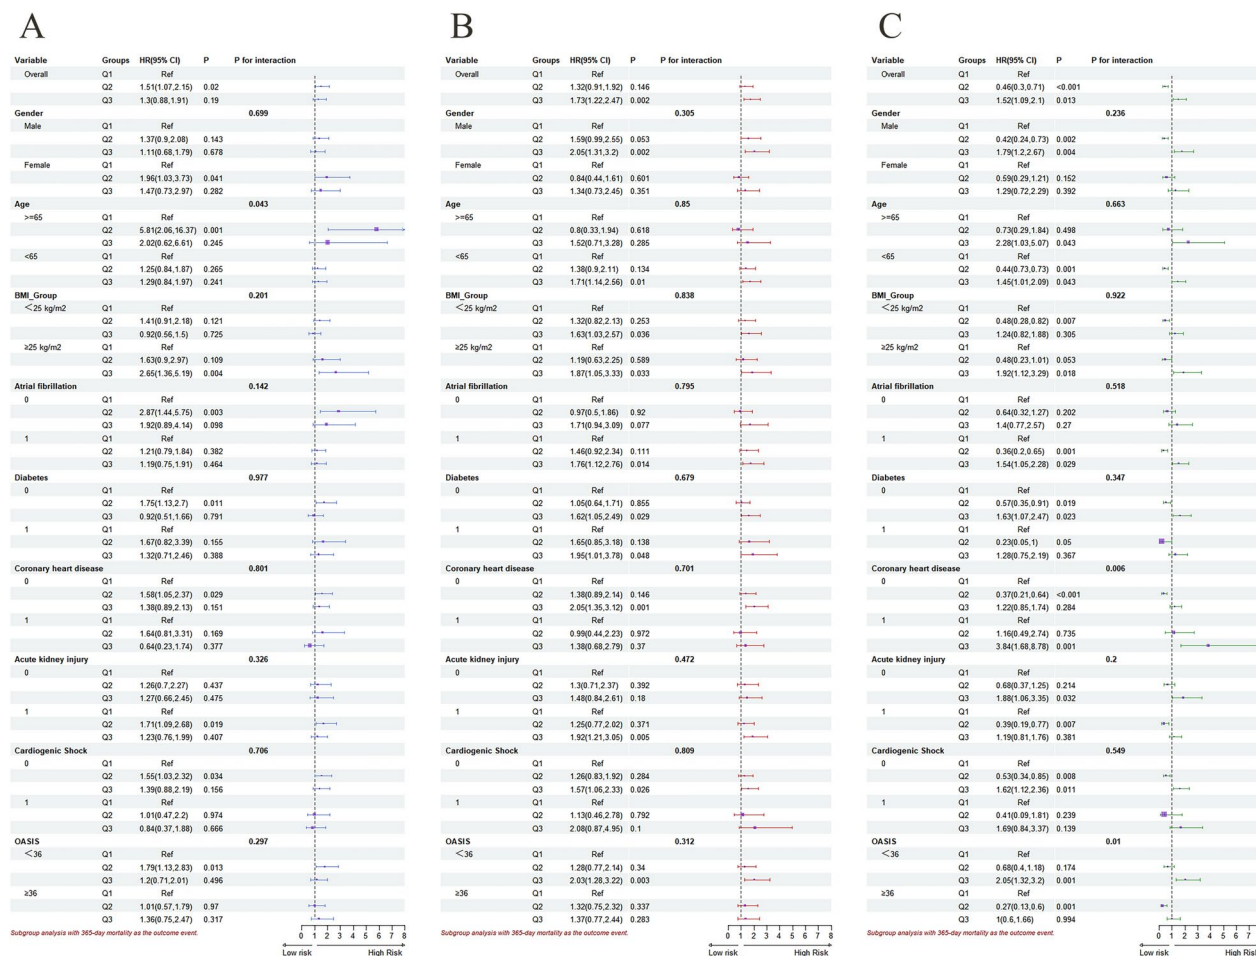 A
Variable Groups HR(95% CI) P P for interaction
Overall Q1 Ref
Q2 1.51(1.07,2.15) 0.02
Q3 1.3(0.88,1.91) 0.19
Gender 0.699
Male Q1 Ref
Q2 1.37(0.9,2.08) 0.143
Q3 1.11(0.68,1.79) 0.678
Female Q1 Ref
Q2 1.96(1.03,3.73) 0.041
Q3 1.47(0.73,2.97) 0.282
Age 0.043
>=65 Q1 Ref
Q2 5.81(2.06,16.37) 0.001
Q3 2.02(0.62,6.61) 0.245
<65 Q1 Ref
Q2 1.25(0.84,1.87) 0.265
Q3 1.29(0.84,1.97) 0.241
BMI_Group 0.201
<25 kg/m2 Q1 Ref
Q2 1.41(0.91,2.18) 0.121
Q3 0.92(0.56,1.5) 0.725
≥25 kg/m2 Q1 Ref
Q2 1.63(0.9,2.97) 0.109
Q3 2.65(1.36,5.19) 0.004
Atrial fibrillation 0.142
0 Q1 Ref
Q2 2.87(1.44,5.75) 0.003
Q3 1.92(0.89,4.14) 0.098
1 Q1 Ref
Q2 1.21(0.79,1.84) 0.382
Q3 1.19(0.75,1.91) 0.464
Diabetes 0.977
0 Q1 Ref
Q2 1.75(1.13,2.7) 0.011
Q3 0.92(0.51,1.66) 0.791
1 Q1 Ref
Q2 1.67(0.82,3.39) 0.155
Q3 1.32(0.71,2.46) 0.388
Coronary heart disease 0.801
0 Q1 Ref
Q2 1.58(1.05,2.37) 0.029
Q3 1.38(0.89,2.13) 0.151
1 Q1 Ref
Q2 1.64(0.81,3.31) 0.169
Q3 0.64(0.23,1.74) 0.377
Acute kidney injury 0.326
0 Q1 Ref
Q2 1.26(0.7,2.27) 0.437
Q3 1.27(0.66,2.45) 0.475
1 Q1 Ref
Q2 1.71(1.09,2.68) 0.019
Q3 1.23(0.76,1.99) 0.407
Cardiogenic Shock 0.706
0 Q1 Ref
Q2 1.55(1.03,2.32) 0.034
Q3 1.39(0.88,2.19) 0.156
1 Q1 Ref
Q2 1.01(0.47,2.2) 0.974
Q3 0.84(0.37,1.88) 0.666
OASIS 0.297
<36 Q1 Ref
Q2 1.79(1.13,2.83) 0.013
Q3 1.2(0.71,2.01) 0.496
≥36 Q1 Ref
Q2 1.01(0.57,1.79) 0.97
Q3 1.36(0.75,2.47) 0.317
Subgroup analysis with 365-day mortality as the outcome event.
0 1 2 3 4 5 6 7 8
Low risk High Risk
B
Variable Groups HR(95% CI) P P for interaction
Overall Q1 Ref
Q2 1.32(0.91,1.92) 0.146
Q3 1.73(1.22,2.47) 0.002
Gender 0.305
Male Q1 Ref
Q2 1.59(0.99,2.55) 0.053
Q3 2.05(1.31,3.2) 0.002
Female Q1 Ref
Q2 0.84(0.44,1.61) 0.601
Q3 1.34(0.73,2.45) 0.351
Age 0.85
>=65 Q1 Ref
Q2 0.8(0.33,1.94) 0.618
Q3 1.52(0.71,3.28) 0.285
<65 Q1 Ref
Q2 1.38(0.9,2.11) 0.134
Q3 1.71(1.14,2.56) 0.01
BMI_Group 0.838
<25 kg/m2 Q1 Ref
Q2 1.32(0.82,2.13) 0.253
Q3 1.63(1.03,2.57) 0.036
≥25 kg/m2 Q1 Ref
Q2 1.19(0.63,2.25) 0.589
Q3 1.87(1.05,3.33) 0.033
Atrial fibrillation 0.795
0 Q1 Ref
Q2 0.97(0.5,1.86) 0.92
Q3 1.71(0.94,3.09) 0.077
1 Q1 Ref
Q2 1.46(0.92,2.34) 0.111
Q3 1.76(1.12,2.76) 0.014
Diabetes 0.679
0 Q1 Ref
Q2 1.05(0.64,1.71) 0.855
Q3 1.62(1.05,2.49) 0.029
1 Q1 Ref
Q2 1.65(0.85,3.18) 0.138
Q3 1.95(1.01,3.78) 0.048
Coronary heart disease 0.701
0 Q1 Ref
Q2 1.38(0.89,2.14) 0.146
Q3 2.05(1.35,3.12) 0.001
1 Q1 Ref
Q2 0.99(0.44,2.23) 0.972
Q3 1.38(0.68,2.79) 0.37
Acute kidney injury 0.472
0 Q1 Ref
Q2 1.3(0.71,2.37) 0.392
Q3 1.48(0.84,2.61) 0.18
1 Q1 Ref
Q2 1.25(0.77,2.02) 0.371
Q3 1.92(1.21,3.05) 0.005
Cardiogenic Shock 0.809
0 Q1 Ref
Q2 1.26(0.83,1.92) 0.284
Q3 1.57(1.06,2.33) 0.026
1 Q1 Ref
Q2 1.13(0.46,2.78) 0.792
Q3 2.08(0.87,4.95) 0.1
OASIS 0.312
<36 Q1 Ref
Q2 1.28(0.77,2.14) 0.34
Q3 2.03(1.28,3.22) 0.003
≥36 Q1 Ref
Q2 1.32(0.75,2.32) 0.337
Q3 1.37(0.77,2.44) 0.283
Subgroup analysis with 365-day mortality as the outcome event.
0 1 2 3 4 5 6 7 8
Low risk High Risk
C
Variable Groups HR(95% CI) P P for interaction
Overall Q1 Ref
Q2 0.46(0.3,0.71) <0.001
Q3 1.52(1.09,2.1) 0.013
Gender 0.236
Male Q1 Ref
Q2 0.42(0.24,0.73) 0.002
Q3 1.79(1.2,2.67) 0.004
Female Q1 Ref
Q2 0.59(0.29,1.21) 0.152
Q3 1.29(0.72,2.29) 0.392
Age 0.663
>=65 Q1 Ref
Q2 0.73(0.29,1.84) 0.498
Q3 2.28(1.03,5.07) 0.043
<65 Q1 Ref
Q2 0.44(0.73,0.73) 0.001
Q3 1.45(1.01,2.09) 0.043
BMI_Group 0.922
<25 kg/m2 Q1 Ref
Q2 0.48(0.28,0.82) 0.007
Q3 1.24(0.82,1.88) 0.305
≥25 kg/m2 Q1 Ref
Q2 0.48(0.23,1.01) 0.053
Q3 1.92(1.12,3.29) 0.018
Atrial fibrillation 0.518
0 Q1 Ref
Q2 0.64(0.32,1.27) 0.202
Q3 1.4(0.77,2.57) 0.27
1 Q1 Ref
Q2 0.36(0.2,0.65) 0.001
Q3 1.54(1.05,2.28) 0.029
Diabetes 0.347
0 Q1 Ref
Q2 0.57(0.35,0.91) 0.019
Q3 1.63(1.07,2.47) 0.023
1 Q1 Ref
Q2 0.23(0.05,1) 0.05
Q3 1.28(0.75,2.19) 0.367
Coronary heart disease 0.006
0 Q1 Ref
Q2 0.37(0.21,0.64) <0.001
Q3 1.22(0.85,1.74) 0.284
1 Q1 Ref
Q2 1.16(0.49,2.74) 0.735
Q3 3.84(1.68,8.78) 0.001
Acute kidney injury 0.2
0 Q1 Ref
Q2 0.68(0.37,1.25) 0.214
Q3 1.88(1.06,3.35) 0.032
1 Q1 Ref
Q2 0.39(0.19,0.77) 0.007
Q3 1.19(0.81,1.76) 0.381
Cardiogenic Shock 0.549
0 Q1 Ref
Q2 0.53(0.34,0.85) 0.008
Q3 1.62(1.12,2.36) 0.011
1 Q1 Ref
Q2 0.41(0.09,1.81) 0.239
Q3 1.69(0.84,3.37) 0.139
OASIS 0.01
<36 Q1 Ref
Q2 0.68(0.4,1.18) 0.174
Q3 2.05(1.32,3.2) 0.001
≥36 Q1 Ref
Q2 0.27(0.13,0.6) 0.001
Q3 1(0.6,1.66) 0.994
Subgroup analysis with 365-day mortality as the outcome event.
0 1 2 3 4 5 6 7
Low risk High Risk